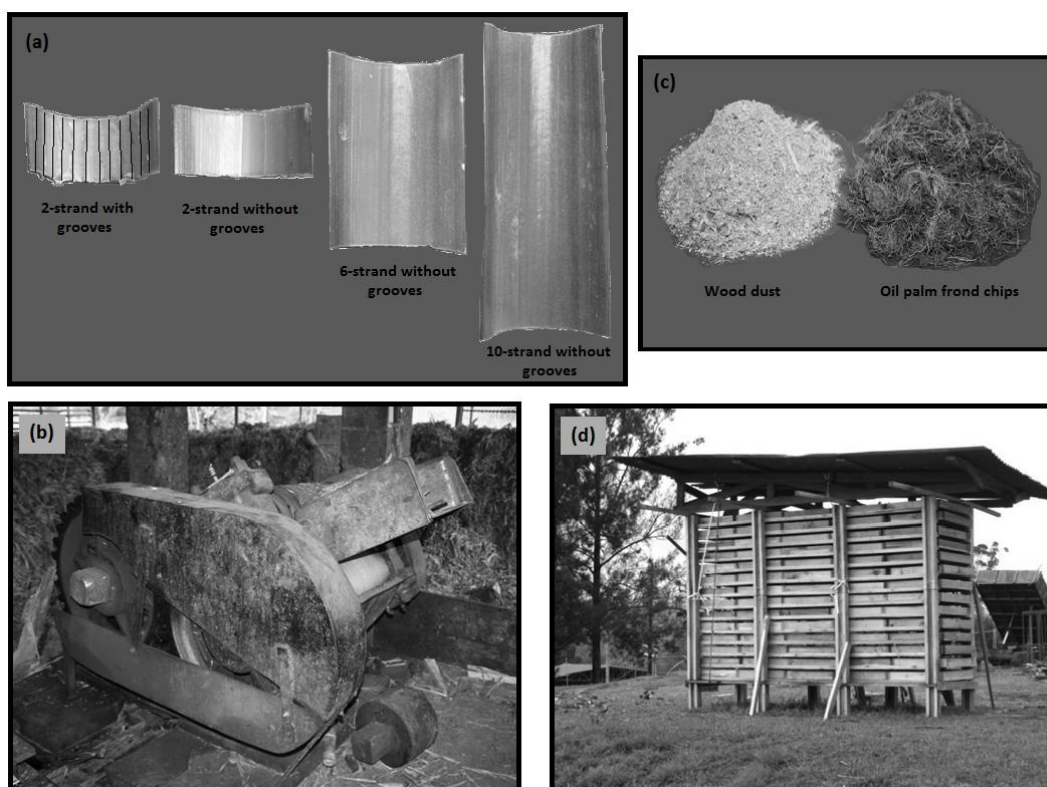 (a)
2-strand with
grooves
2-strand without
grooves
6-strand without
grooves
10-strand without
grooves
(c)
Wood dust
Oil palm frond chips
(b)
(d)